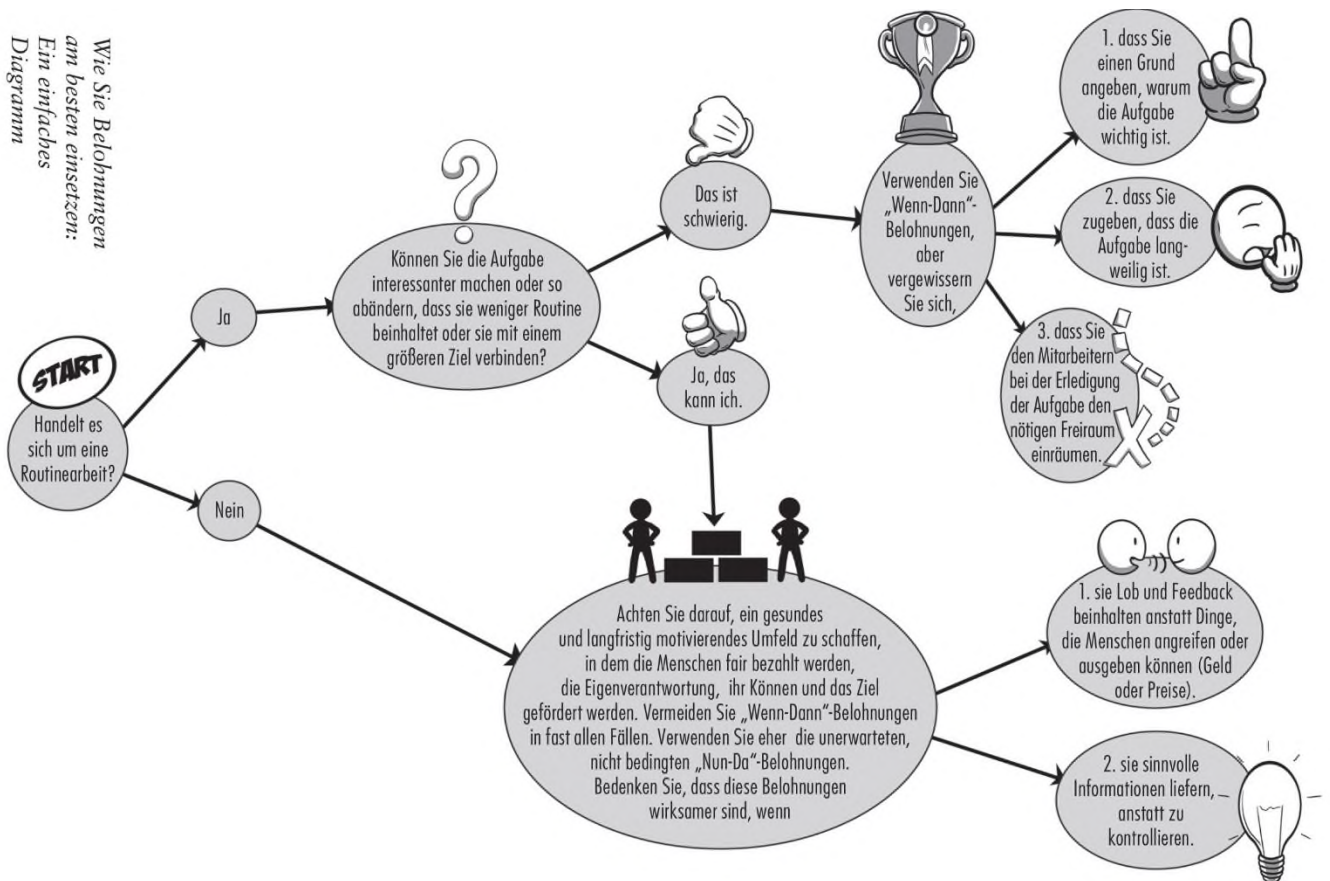 Wie Sie Belohnungen
am besten einsetzen:
Ein einfaches
Diagramm
START
Handelt es
sich um eine
Routinearbeit?
Ja
Nein
Können Sie die Aufgabe
interessanter machen oder so
abändern, dass sie weniger Routine
beinhaltet oder sie mit einem
größeren Ziel verbinden?
Das ist
schwierig.
Ja, das
kann ich.
Verwenden Sie
„Wenn-Dann“-
Belohnungen,
aber
vergewissern
Sie sich,
1. dass Sie
einen Grund
angeben, warum
die Aufgabe
wichtig ist.
2. dass Sie
zugeben, dass die
Aufgabe lang-
weilig ist.
3. dass Sie
den Mitarbeitern
bei der Erledigung
der Aufgabe den
nötigen Freiraum
einräumen.
Achten Sie darauf, ein gesundes
und langfristig motivierendes Umfeld zu schaffen,
in dem die Menschen fair bezahlt werden,
die Eigenverantwortung, ihr Können und das Ziel
gefördert werden. Vermeiden Sie „Wenn-Dann“-Belohnungen
in fast allen Fällen. Verwenden Sie eher die unerwarteten,
nicht bedingten „Nun-Da“-Belohnungen.
Bedenken Sie, dass diese Belohnungen
wirksamer sind, wenn
1. sie Lob und Feedback
beinhalten anstatt Dinge,
die Menschen angreifen oder
ausgeben können (Geld
oder Preise).
2. sie sinnvolle
Informationen liefern,
anstatt zu
kontrollieren.